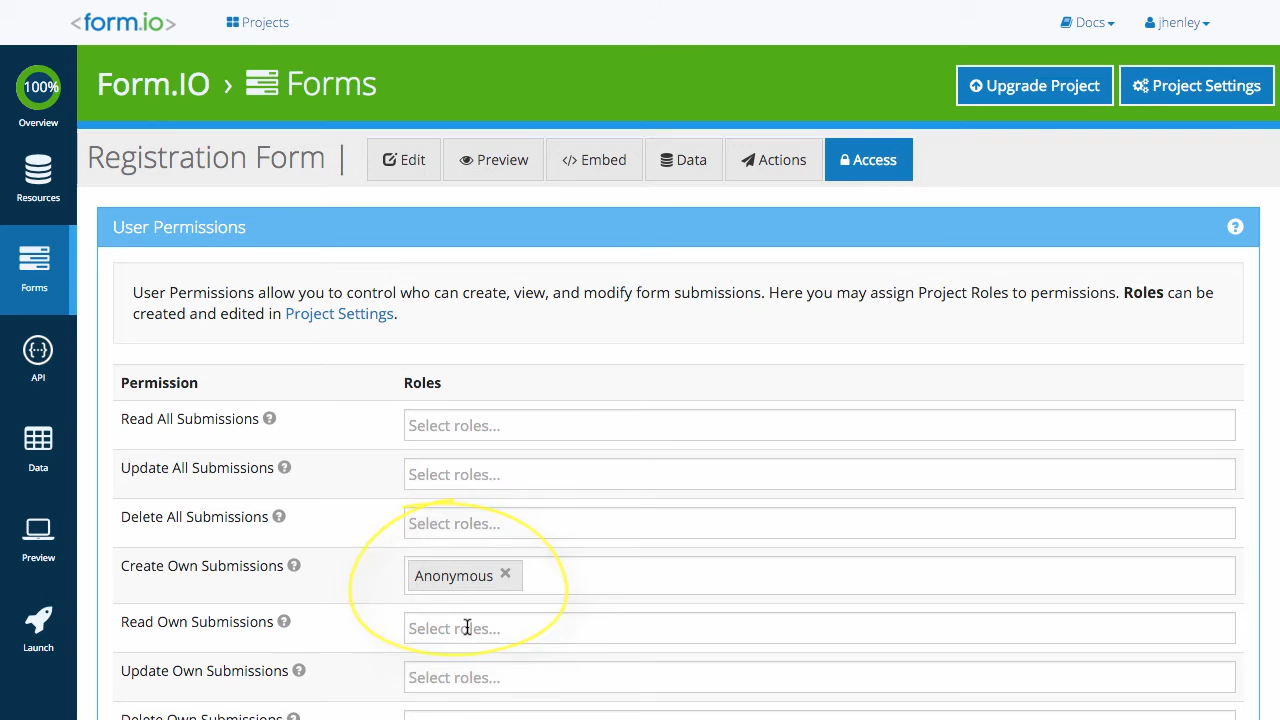 <form.io>
Projects
Docs
jhenley
100%
Overview
Form.IO › Forms
Upgrade Project
Project Settings
Resources
Forms
API
Data
Preview
Launch
Registration Form |
Edit
Preview
</> Embed
Data
Actions
Access
User Permissions
?
User Permissions allow you to control who can create, view, and modify form submissions. Here you may assign Project Roles to permissions. Roles can be
created and edited in Project Settings.
Permission Roles
Read All Submissions ? Select roles...
Update All Submissions ? Select roles...
Delete All Submissions ? Select roles...
Create Own Submissions ? Anonymous ×
Read Own Submissions ? Select roles...
Update Own Submissions ? Select roles...
Delete Own Submissions ?